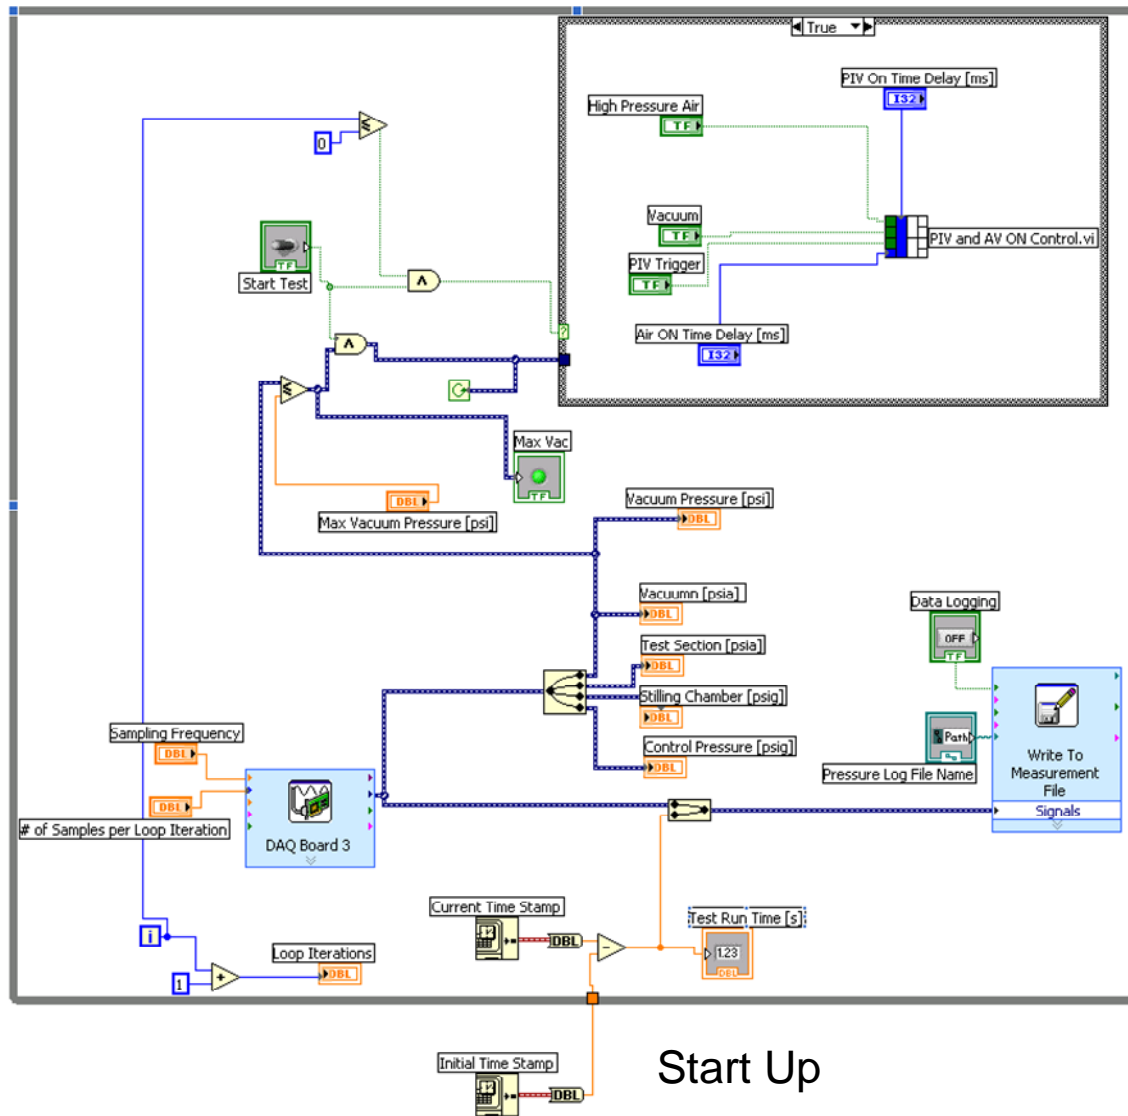 True
PIV On Time Delay [ms]
I32
High Pressure Air
TF
0
Vacuum
TF
PIV and AV ON Control.vi
TF
Start Test
PIV Trigger
TF
?
Air ON Time Delay [ms]
I32
Max Vac
TF
DBL
Max Vacuum Pressure [psi]
Vacuum Pressure [psi]
DBL
Vacuumn [psia]
DBL
Data Logging
OFF
TF
Test Section [psia]
DBL
Stilling Chamber [psig]
DBL
Sampling Frequency
DBL
Control Pressure [psig]
DBL
Path
Pressure Log File Name
Write To
Measurement
File
Signals
DBL
# of Samples per Loop Iteration
DAQ Board 3
Current Time Stamp
DBL
Test Run Time [s]
1.23
DBL
i
Loop Iterations
DBL
1
+
-
Initial Time Stamp
DBL
Start Up